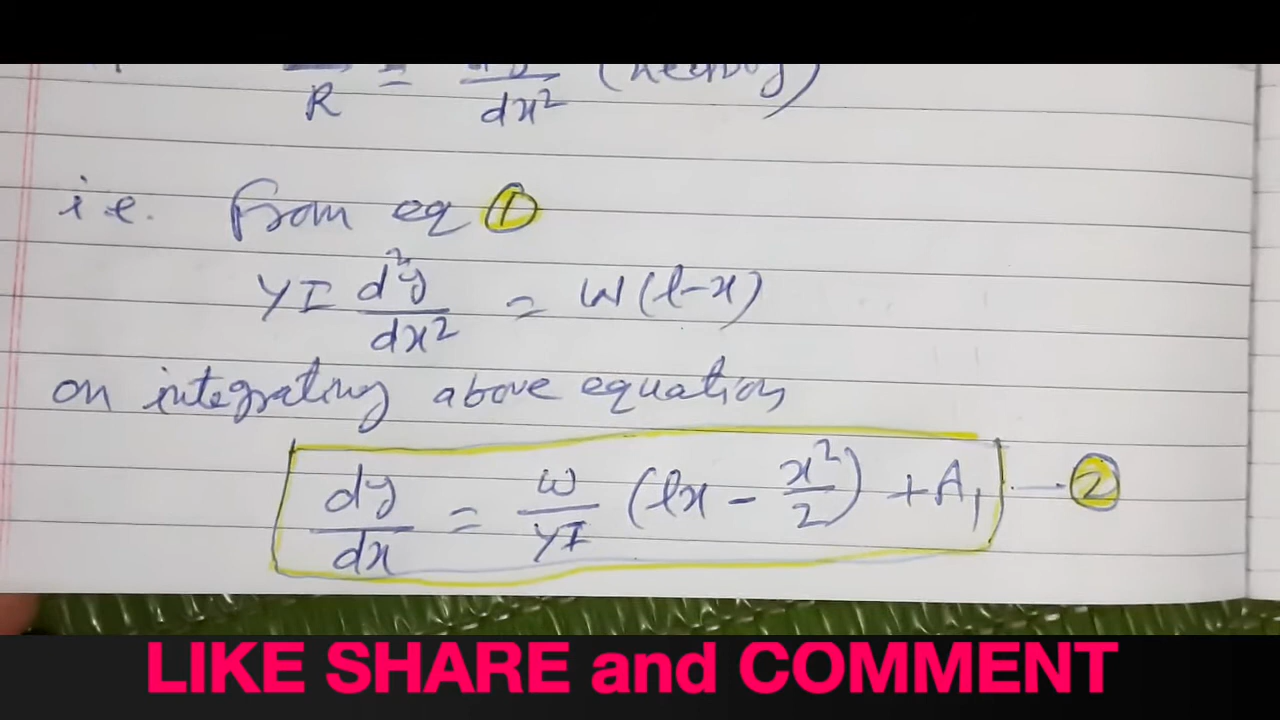 R = dx²
i.e. From eq ①
YI d²y/dx² = W(l-x)
on integrating above equation
dy/dx = W/YI (lx - x²/2) + A₁ — ②
LIKE SHARE and COMMENT